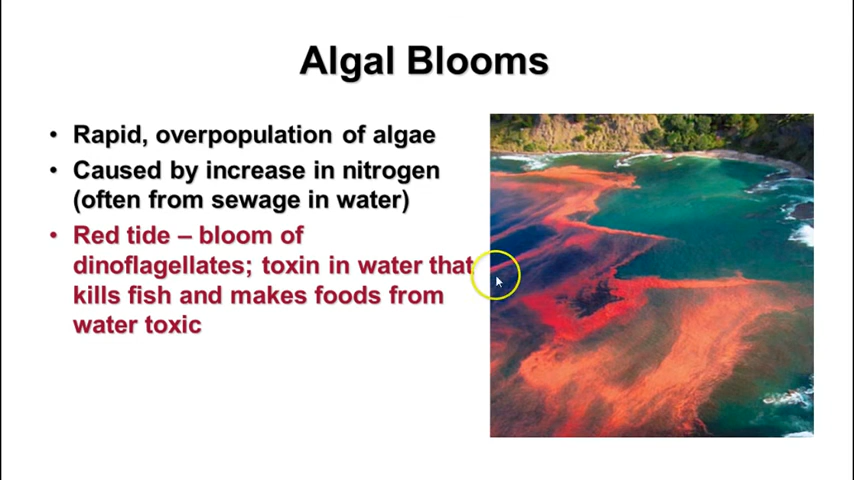 Algal Blooms
• Rapid, overpopulation of algae
• Caused by increase in nitrogen
(often from sewage in water)
• Red tide – bloom of
dinoflagellates; toxin in water that
kills fish and makes foods from
water toxic